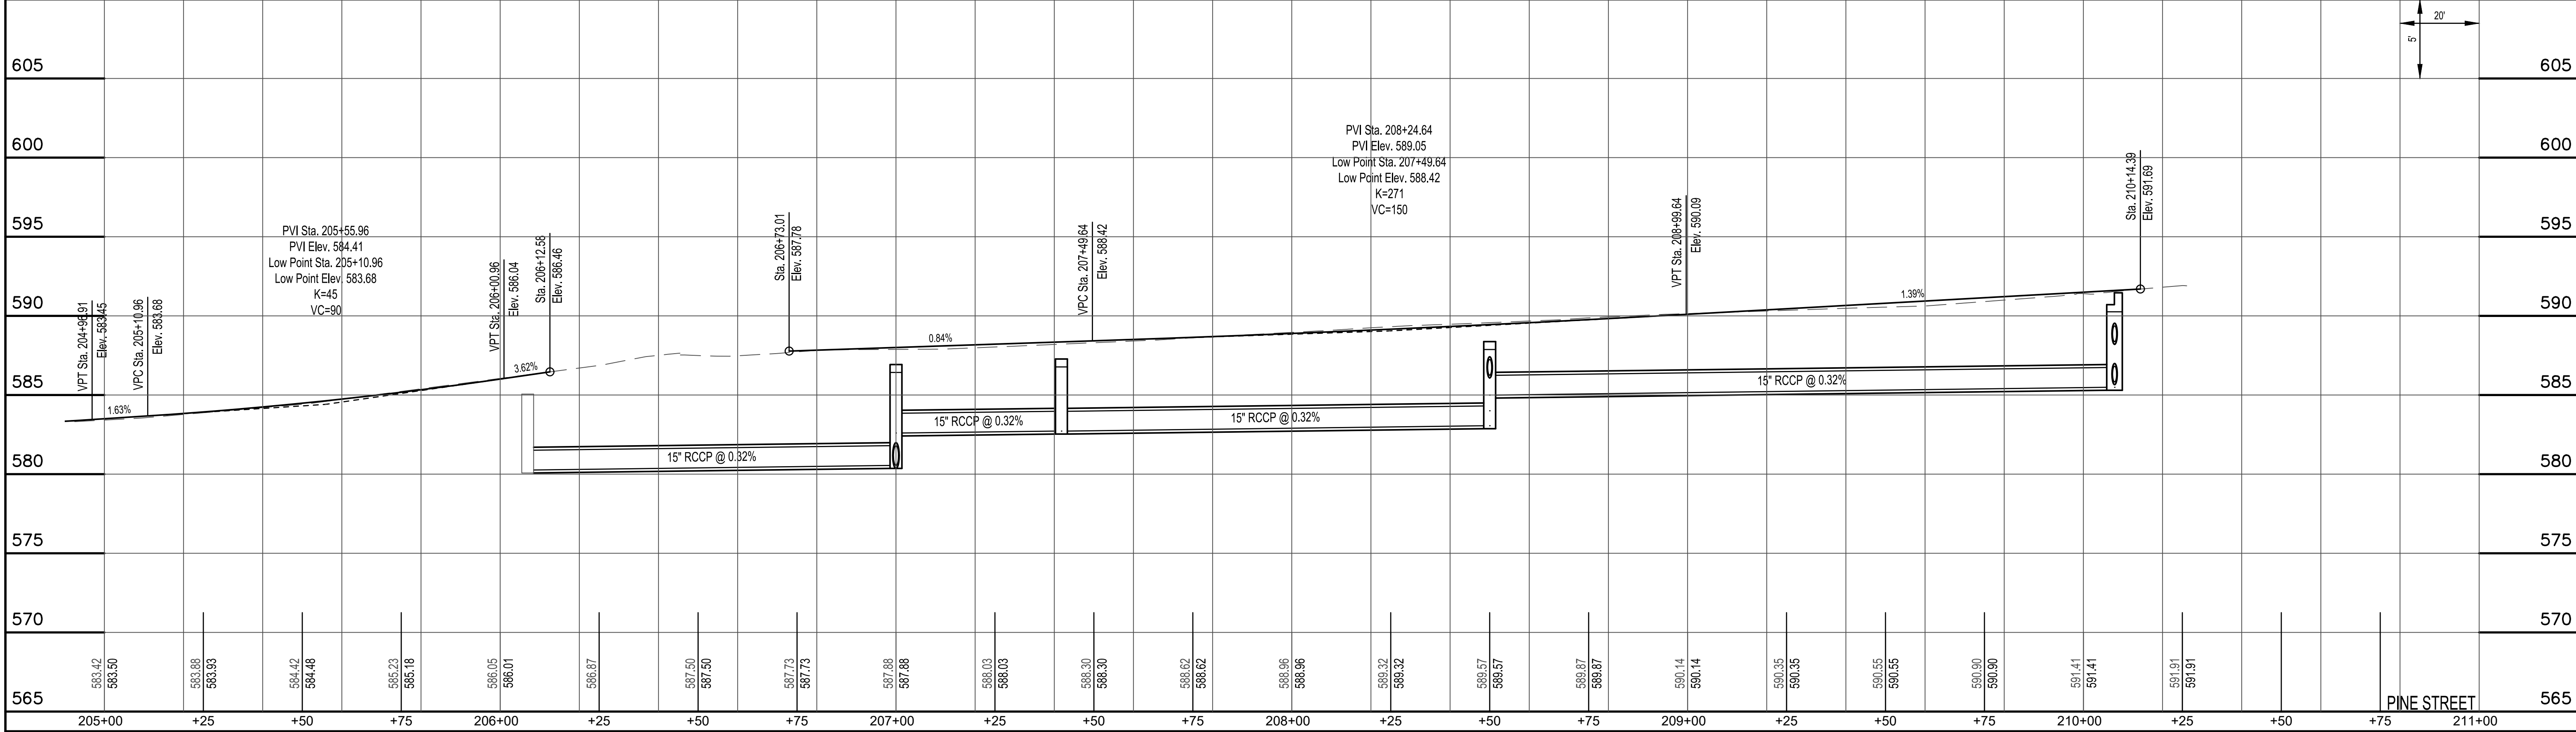 20'
5'
605
605
600
600
595
595
590
590
585
585
580
580
575
575
570
570
565
565
VPT Sta. 204+96.91
Elev. 583.45
1.63%
VPC Sta. 205+10.96
Elev. 583.68
PVI Sta. 205+55.96
PVI Elev. 584.41
Low Point Sta. 205+10.96
Low Point Elev. 583.68
K=45
VC=90
VPT Sta. 206+00.96
Elev. 586.04
3.62%
Sta. 206+12.58
Elev. 586.46
Sta. 206+73.01
Elev. 587.78
0.84%
VPC Sta. 207+49.64
Elev. 588.42
PVI Sta. 208+24.64
PVI Elev. 589.05
Low Point Sta. 207+49.64
Low Point Elev. 588.42
K=271
VC=150
VPT Sta. 208+99.64
Elev. 590.09
1.39%
Sta. 210+14.39
Elev. 591.69
15" RCCP @ 0.32%
15" RCCP @ 0.32%
15" RCCP @ 0.32%
15" RCCP @ 0.32%
583.42
583.50
583.88
583.93
584.42
584.48
585.23
585.18
586.05
586.01
586.87
587.50
587.50
587.73
587.73
587.88
587.88
588.03
588.03
588.30
588.30
588.62
588.62
588.96
588.96
589.32
589.32
589.57
589.57
589.87
589.87
590.14
590.14
590.35
590.35
590.55
590.55
590.90
590.90
591.41
591.41
591.91
591.91
PINE STREET
205+00 +25 +50 +75 206+00 +25 +50 +75 207+00 +25 +50 +75 208+00 +25 +50 +75 209+00 +25 +50 +75 210+00 +25 +50 +75 211+00